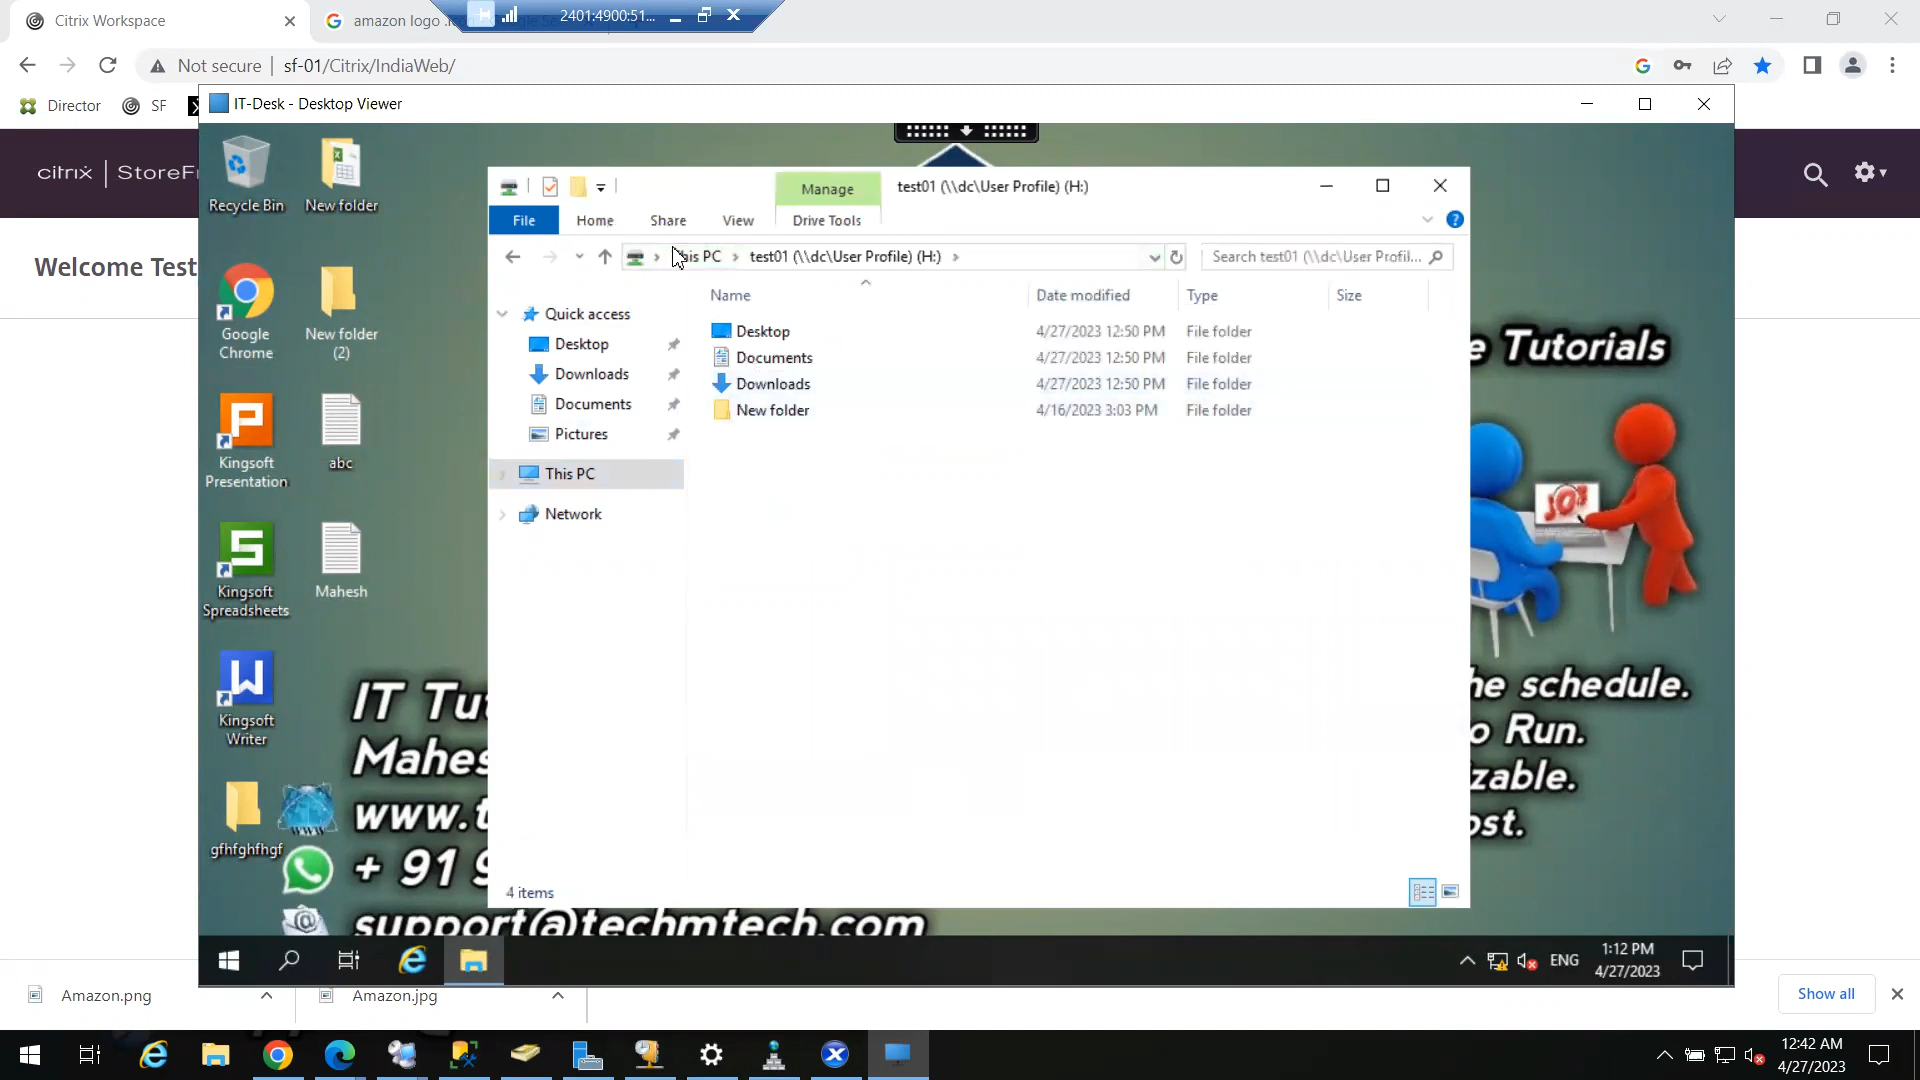 Citrix Workspace
amazon logo .ico
2401:4900:51...
Not secure
sf-01/Citrix/IndiaWeb/
Director
SF
IT-Desk - Desktop Viewer
citrix
StoreFr
Welcome Test
Recycle Bin
New folder
Google Chrome
New folder (2)
Kingsoft Presentation
abc
Kingsoft Spreadsheets
Mahesh
Kingsoft Writer
gfhfghfhgf
Manage
test01 (\\dc\User Profile) (H:)
File
Home
Share
View
Drive Tools
his PC
test01 (\\dc\User Profile) (H:)
Search test01 (\\dc\User Profil...
Name
Date modified
Type
Size
Quick access
Desktop
Downloads
Documents
Pictures
This PC
Network
Desktop 4/27/2023 12:50 PM File folder
Documents 4/27/2023 12:50 PM File folder
Downloads 4/27/2023 12:50 PM File folder
New folder 4/16/2023 3:03 PM File folder
4 items
e Tutorials
JOB
IT Tu
Mahes
www.t
+ 91 9
support@techmtech.com
he schedule.
o Run.
zable.
ost.
ENG
1:12 PM
4/27/2023
Amazon.png
Amazon.jpg
Show all
12:42 AM
4/27/2023